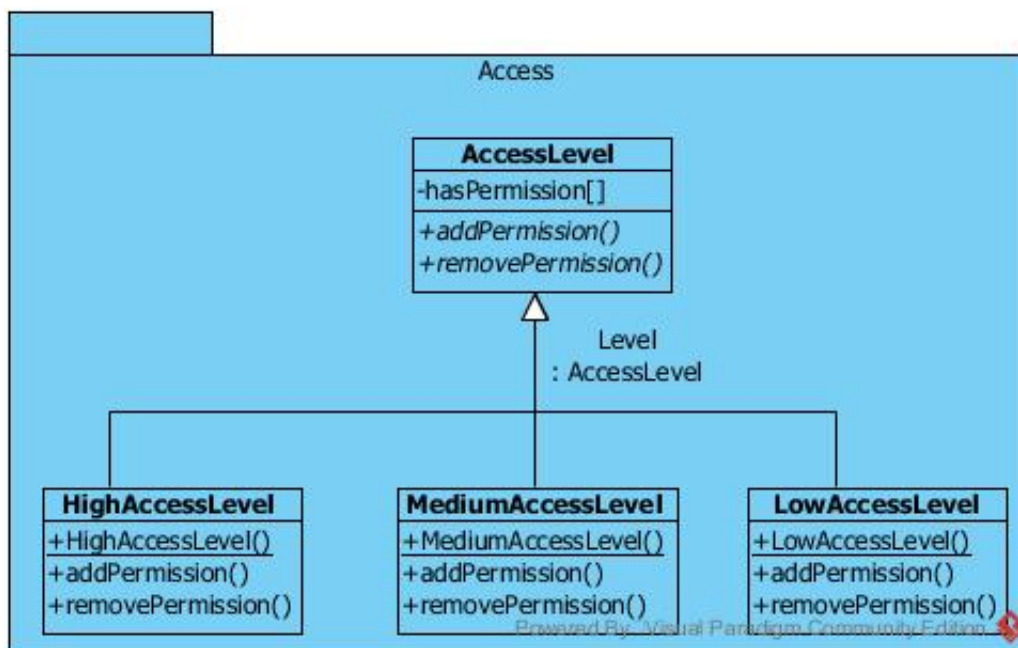 Access
AccessLevel
-hasPermission[]
+addPermission()
+removePermission()
Level
: AccessLevel
HighAccessLevel
+HighAccessLevel()
+addPermission()
+removePermission()
MediumAccessLevel
+MediumAccessLevel()
+addPermission()
+removePermission()
LowAccessLevel
+LowAccessLevel()
+addPermission()
+removePermission()
Powered By Visual Paradigm Community Edition